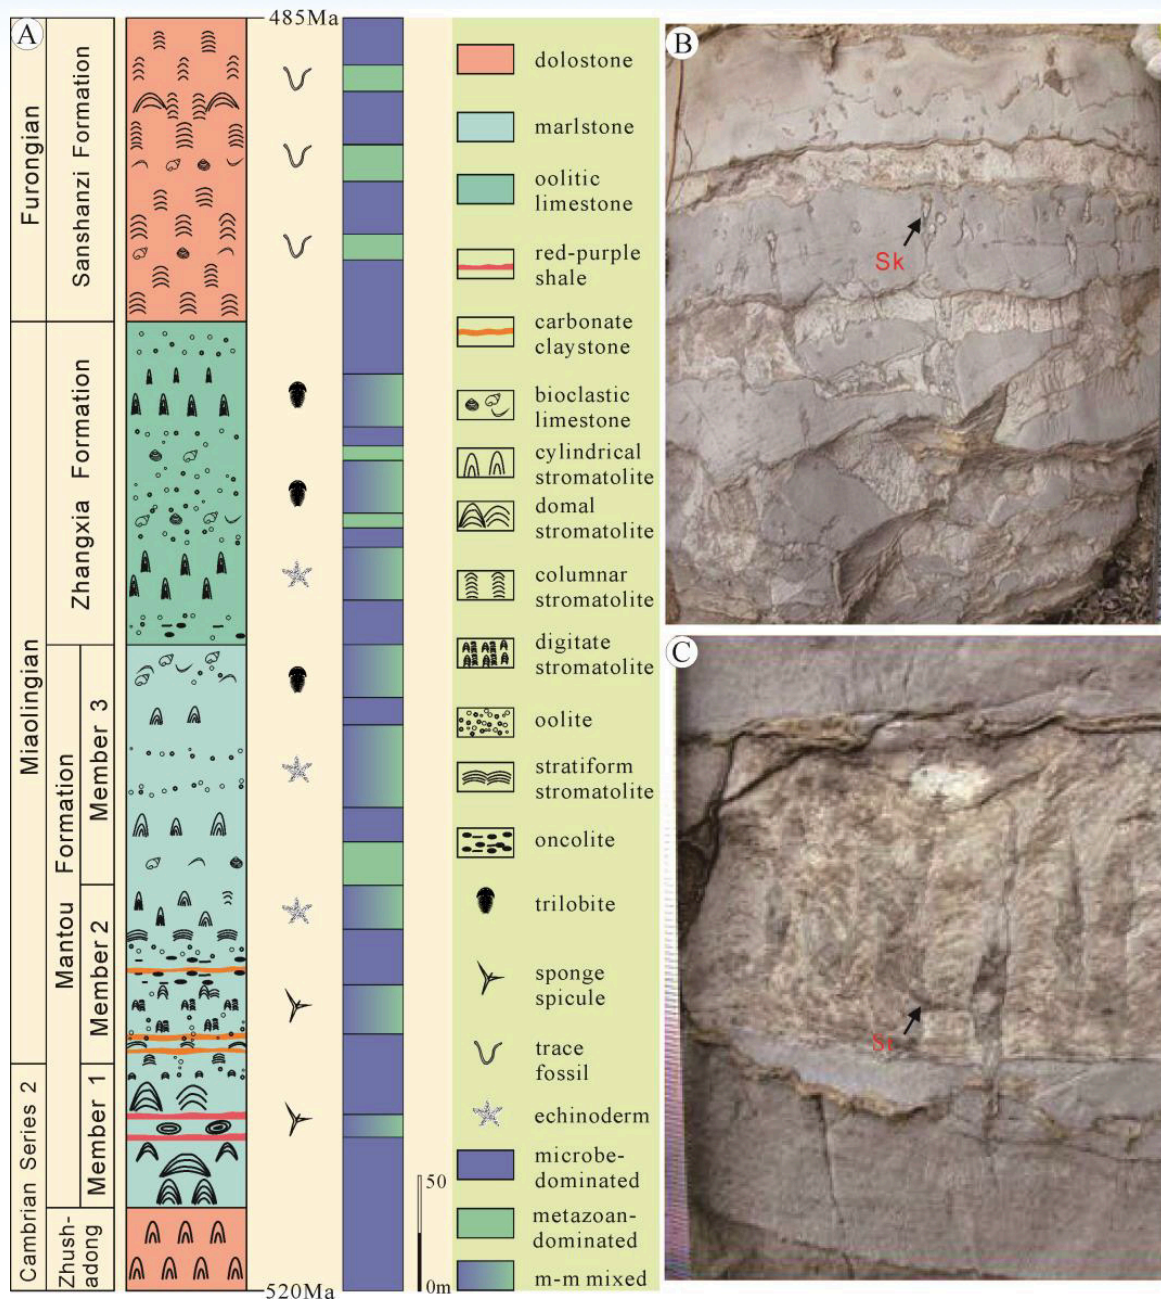 A
485Ma
Furongian
Sanshanzi Formation
Miaolingian
Zhangxia Formation
Mantou Formation
Member 3
Member 2
Member 1
Cambrian Series 2
Zhush-
adong
520Ma
50
0m
dolostone
marlstone
oolitic
limestone
red-purple
shale
carbonate
claystone
bioclastic
limestone
cylindrical
stromatolite
domal
stromatolite
columnar
stromatolite
digitate
stromatolite
oolite
stratiform
stromatolite
oncolite
trilobite
sponge
spicule
trace
fossil
echinoderm
microbe-
dominated
metazoan-
dominated
m-m mixed
B
Sk
C
St